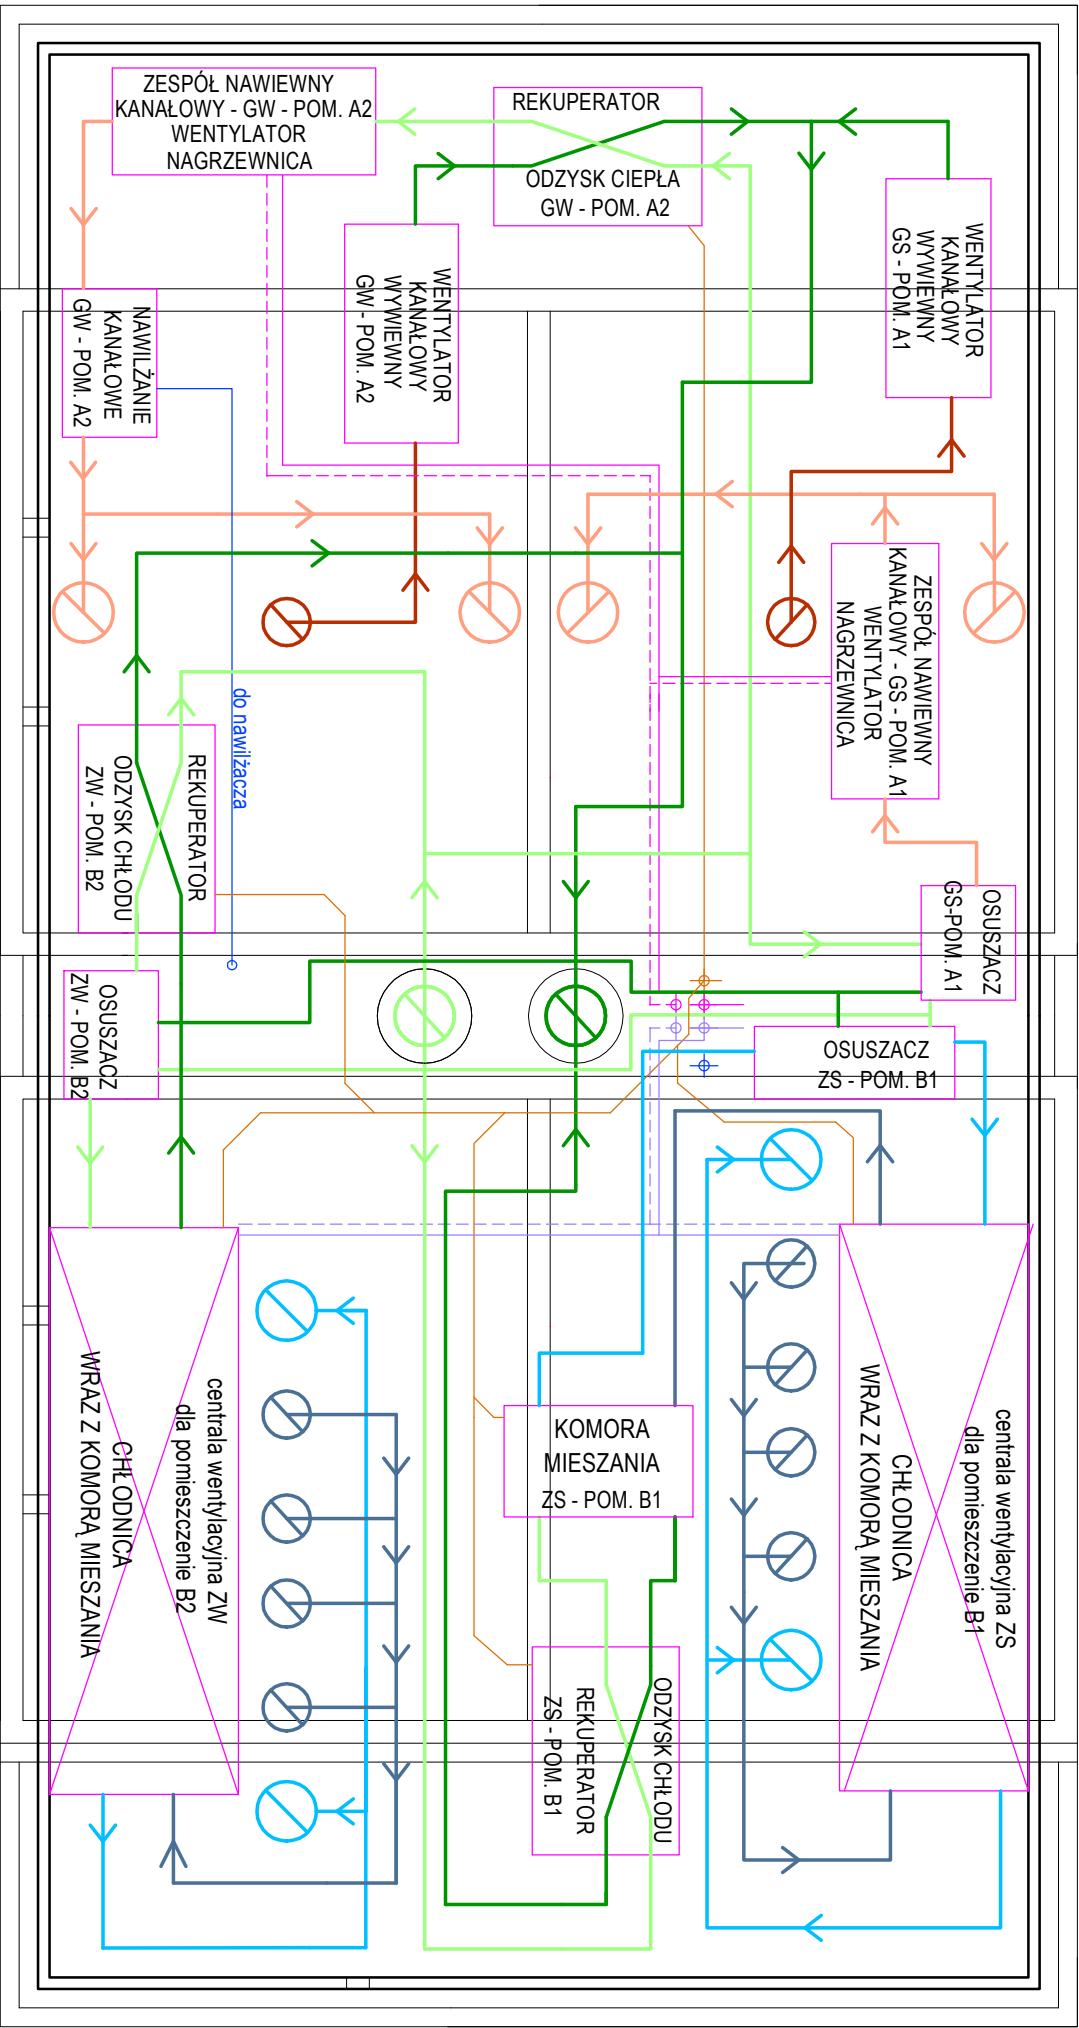 ZESPÓŁ NAWIEWNY
KANAŁOWY - GW - POM. A2
WENTYLATOR
NAGRZEWNICA
REKUPERATOR
ODZYSK CIEPŁA
GW - POM. A2
WENTYLATOR
KANAŁOWY
WYWIEWNY
GS - POM. A1
WENTYLATOR
KANAŁOWY
WYWIEWNY
GW - POM. A2
NAWILŻANIE
KANAŁOWE
GW - POM. A2
ZESPÓŁ NAWIEWNY
KANAŁOWY - GS - POM. A1
WENTYLATOR
NAGRZEWNICA
do nawilżacza
REKUPERATOR
ODZYSK CHŁODU
ZW - POM. B2
OSUSZACZ
GS-POM. A1
OSUSZACZ
ZW - POM. B2
OSUSZACZ
ZS - POM. B1
centrala wentylacyjna ZW
dla pomieszczenie B2
CHŁODNICA
WRAZ Z KOMORĄ MIESZANIA
KOMORA
MIESZANIA
ZS - POM. B1
centrala wentylacyjna ZS
dla pomieszczenie B1
CHŁODNICA
WRAZ Z KOMORĄ MIESZANIA
ODZYSK CHŁODU
REKUPERATOR
ZS - POM. B1